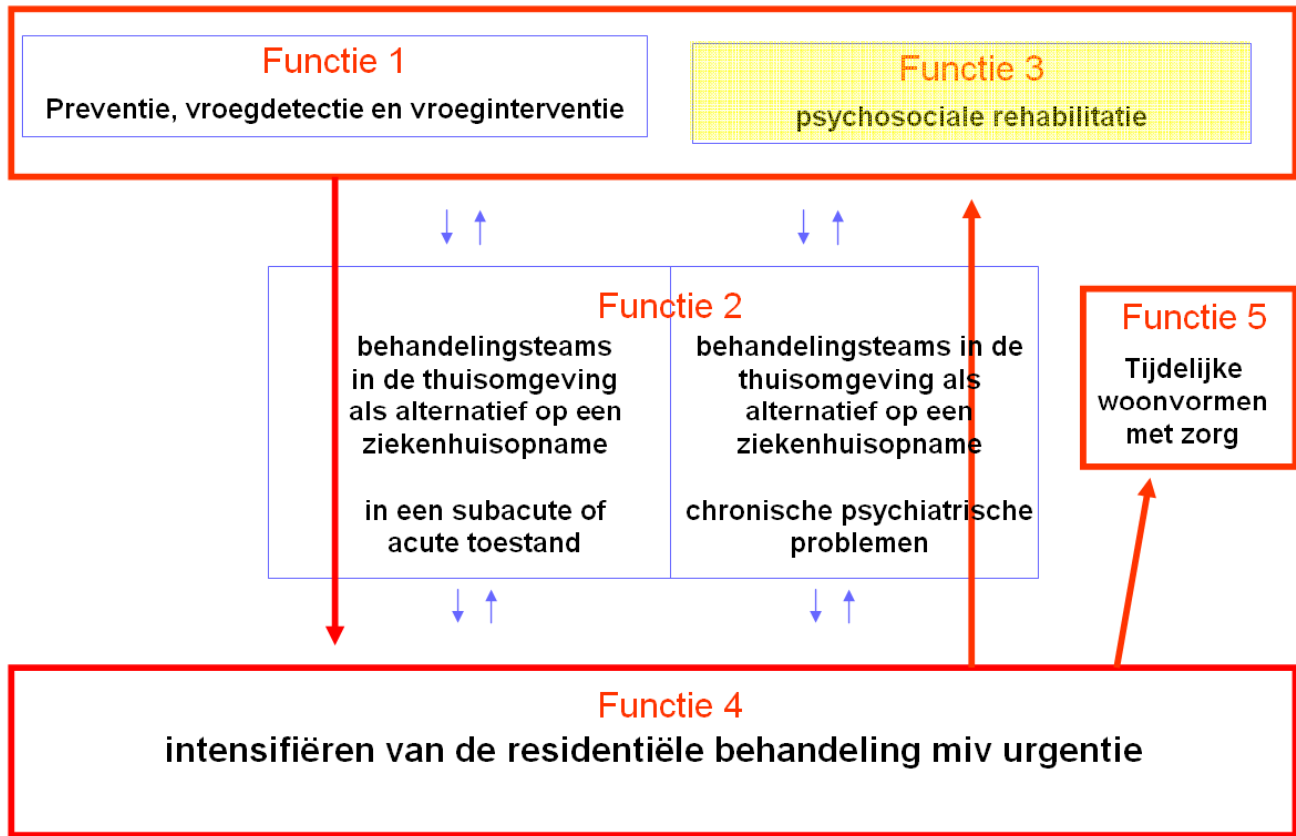 Functie 1
Preventie, vroegdetectie en vroeginterventie
Functie 3
psychosociale rehabilitatie
Functie 2
behandelingsteams
in de thuisomgeving
als alternatief op een
ziekenhuisopname
in een subacute of
acute toestand
behandelingsteams in de
thuisomgeving als
alternatief op een
ziekenhuisopname
chronische psychiatrische
problemen
Functie 5
Tijdelijke
woonvormen
met zorg
Functie 4
intensifiëren van de residentiële behandeling miv urgentie